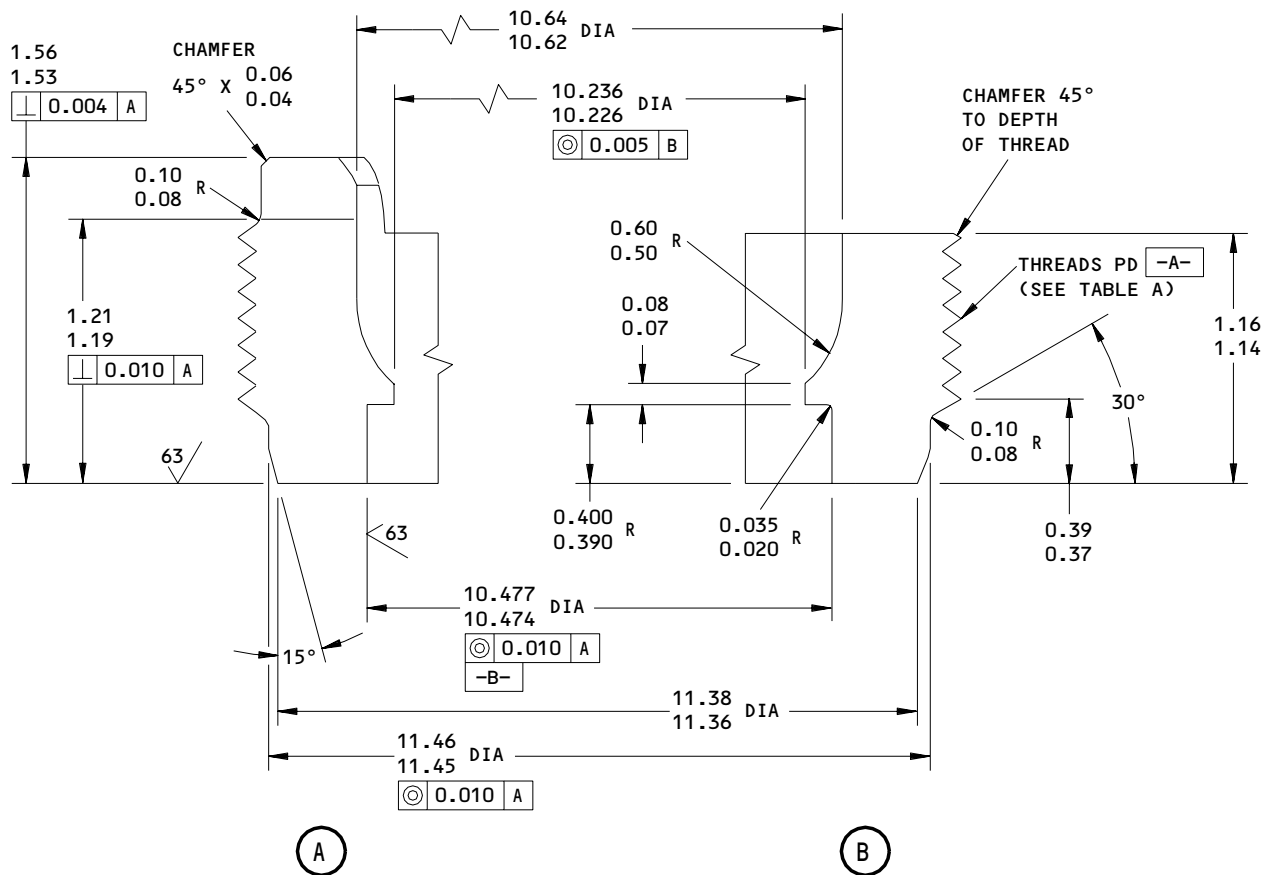 10.64
10.62 DIA
1.56
1.53
⊥ 0.004 A
CHAMFER
45° X 0.06
0.04
10.236
10.226 DIA
◎ 0.005 B
CHAMFER 45°
TO DEPTH
OF THREAD
0.10
0.08 R
0.60
0.50 R
THREADS PD -A-
(SEE TABLE A)
0.08
0.07
1.21
1.19
⊥ 0.010 A
1.16
1.14
30°
63
0.10
0.08 R
63
0.400
0.390 R
0.035
0.020 R
0.39
0.37
10.477
10.474 DIA
◎ 0.010 A
-B-
15°
11.38
11.36 DIA
11.46
11.45 DIA
◎ 0.010 A
A
B